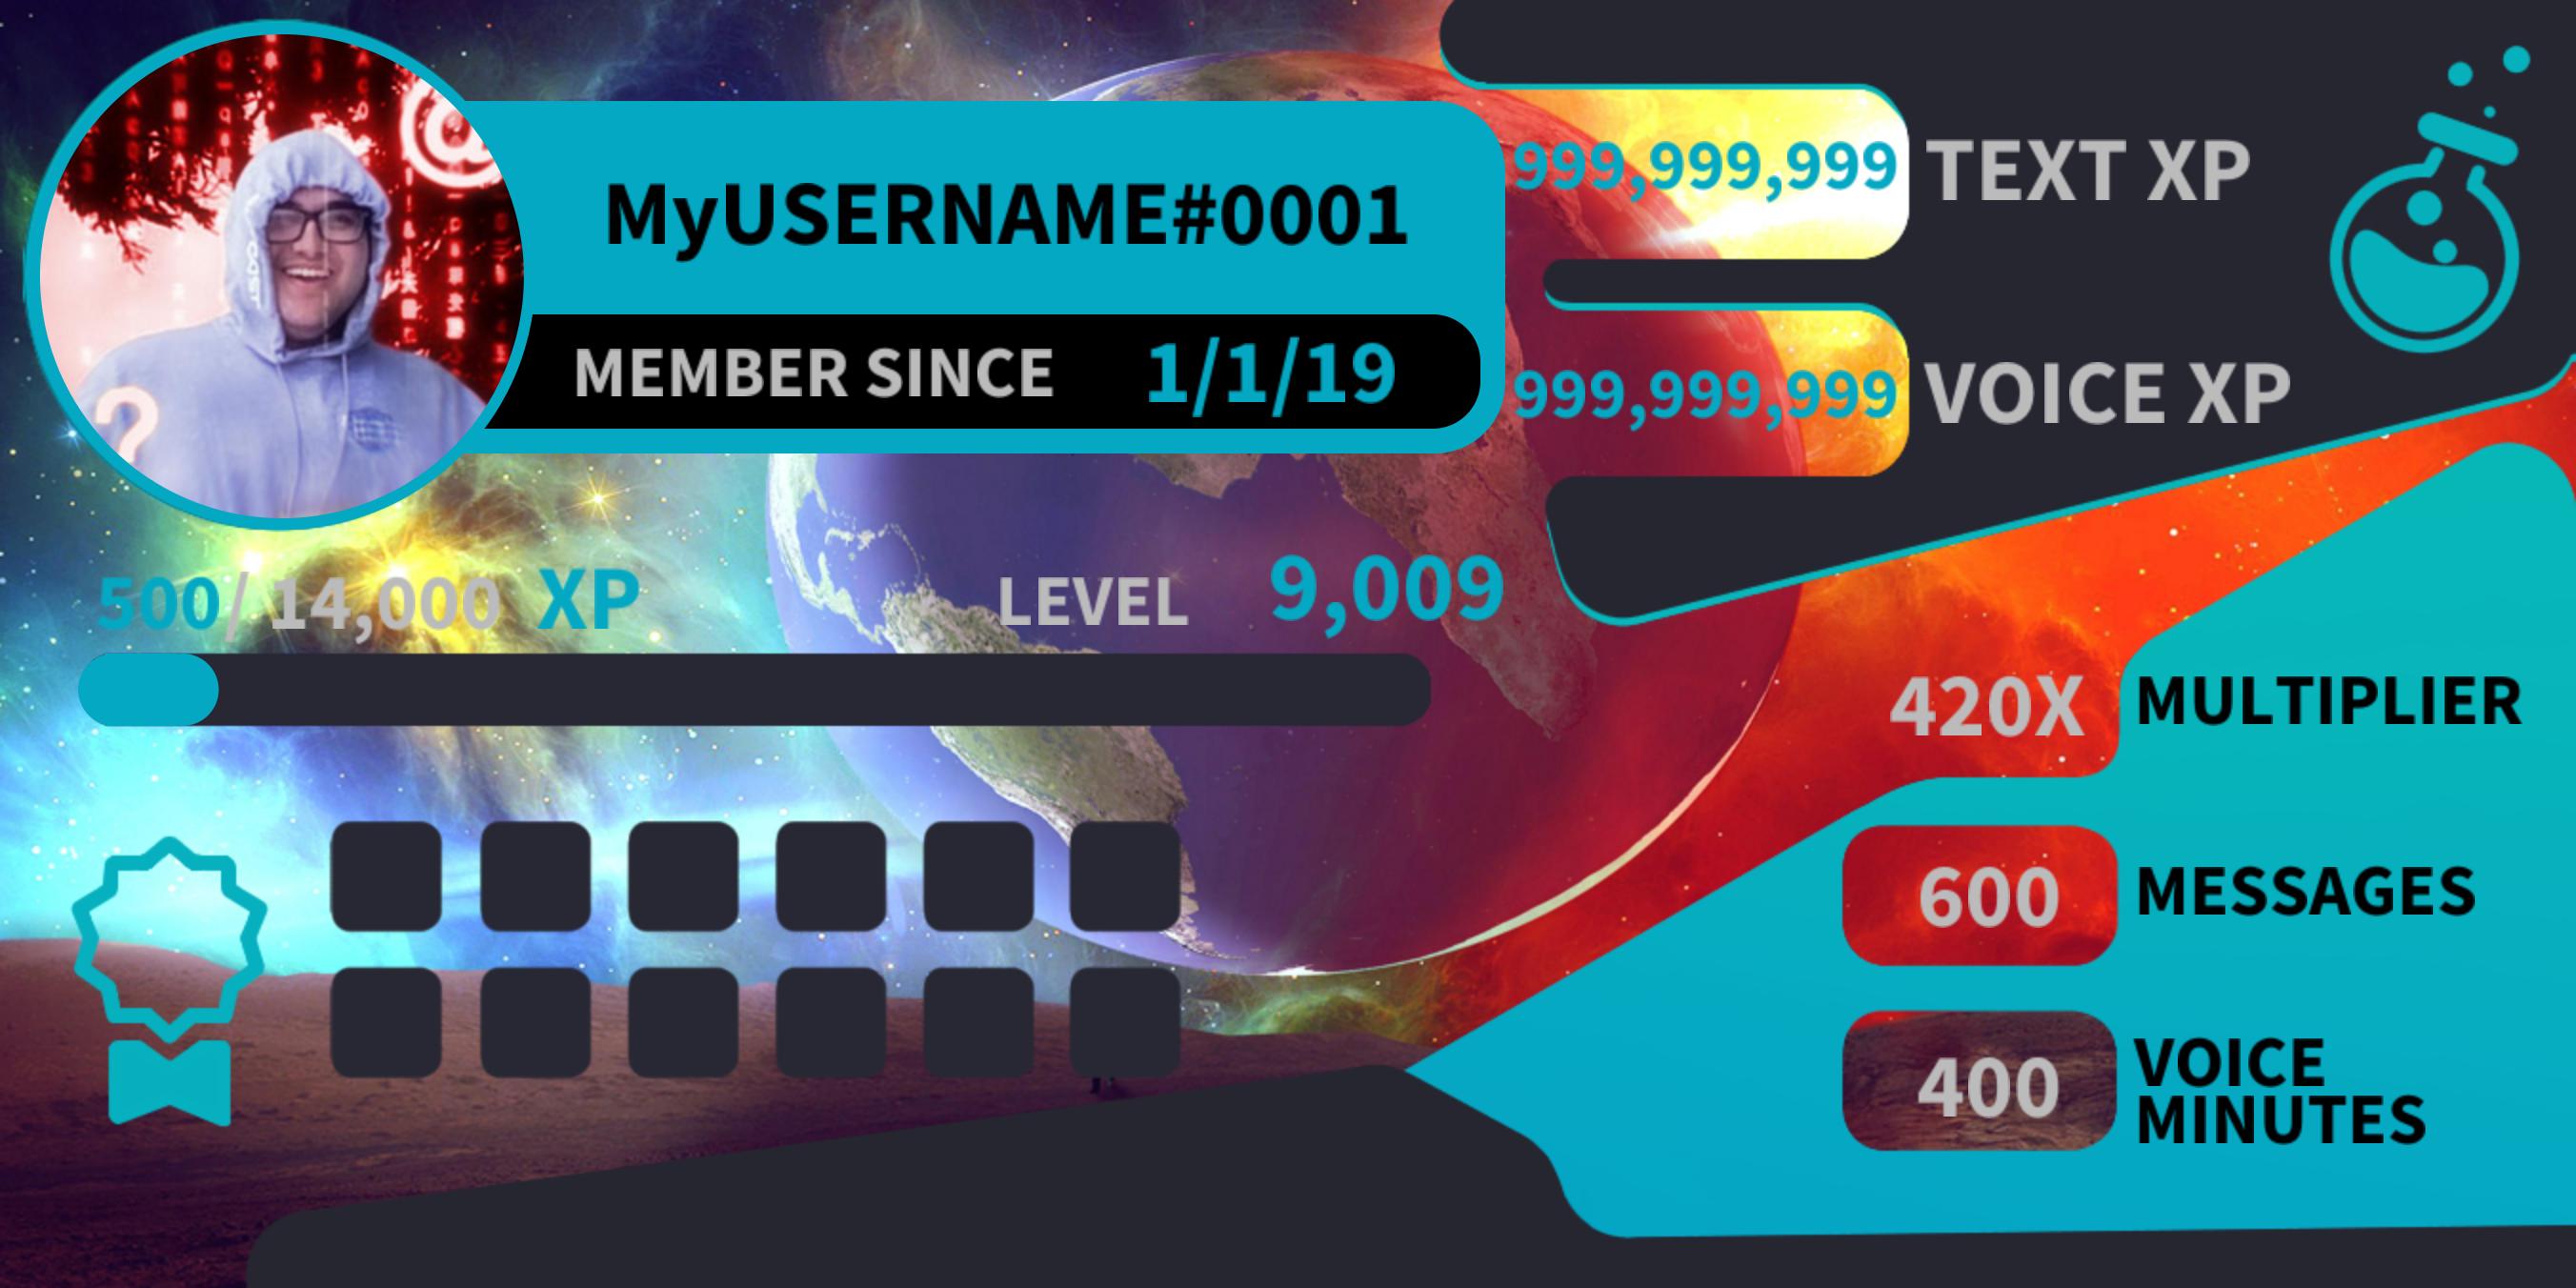 MyUSERNAME#0001
MEMBER SINCE 1/1/19
999,999,999 TEXT XP
999,999,999 VOICE XP
500/ 14,000 XP
LEVEL 9,009
420X MULTIPLIER
600 MESSAGES
400 VOICE
MINUTES
@
?